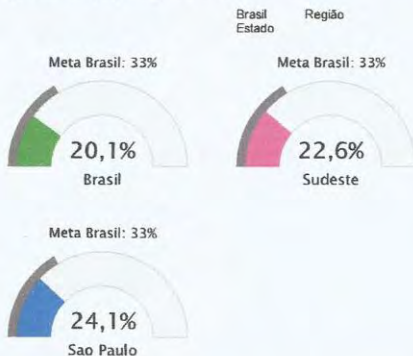 Brasil Região
Estado
Meta Brasil: 33%
20,1%
Brasil
Meta Brasil: 33%
22,6%
Sudeste
Meta Brasil: 33%
24,1%
Sao Paulo